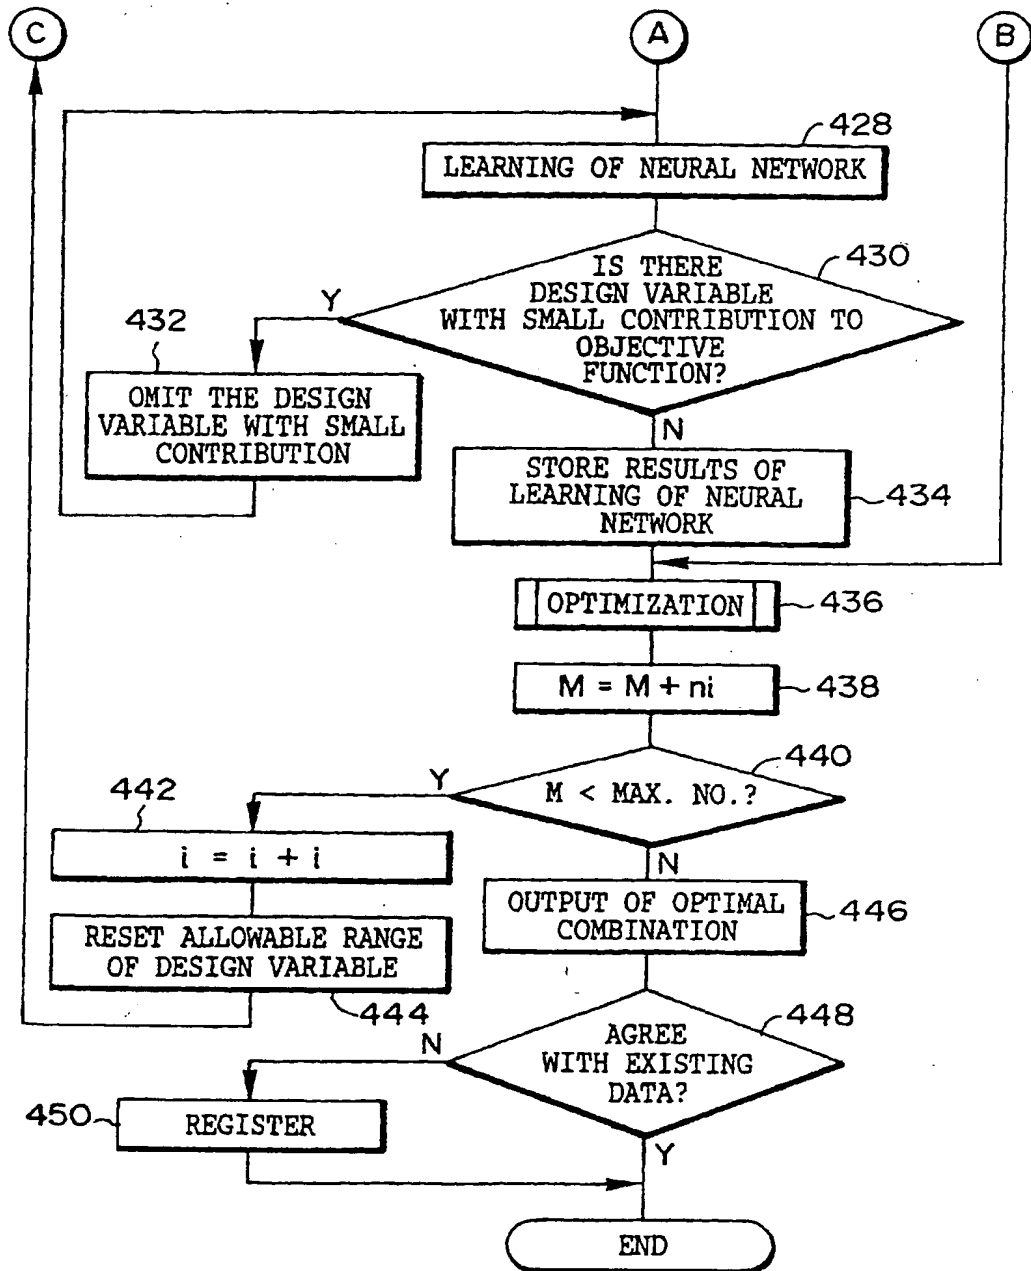 C
A
B
428
LEARNING OF NEURAL NETWORK
430
IS THERE
DESIGN VARIABLE
WITH SMALL CONTRIBUTION TO
OBJECTIVE
FUNCTION?
Y
432
OMIT THE DESIGN
VARIABLE WITH SMALL
CONTRIBUTION
N
STORE RESULTS OF
LEARNING OF NEURAL
NETWORK
434
OPTIMIZATION
436
M = M + ni
438
440
Y
M < MAX. NO.?
442
i = i + i
N
OUTPUT OF OPTIMAL
COMBINATION
446
RESET ALLOWABLE RANGE
OF DESIGN VARIABLE
444
448
N
AGREE
WITH EXISTING
DATA?
450
REGISTER
Y
END